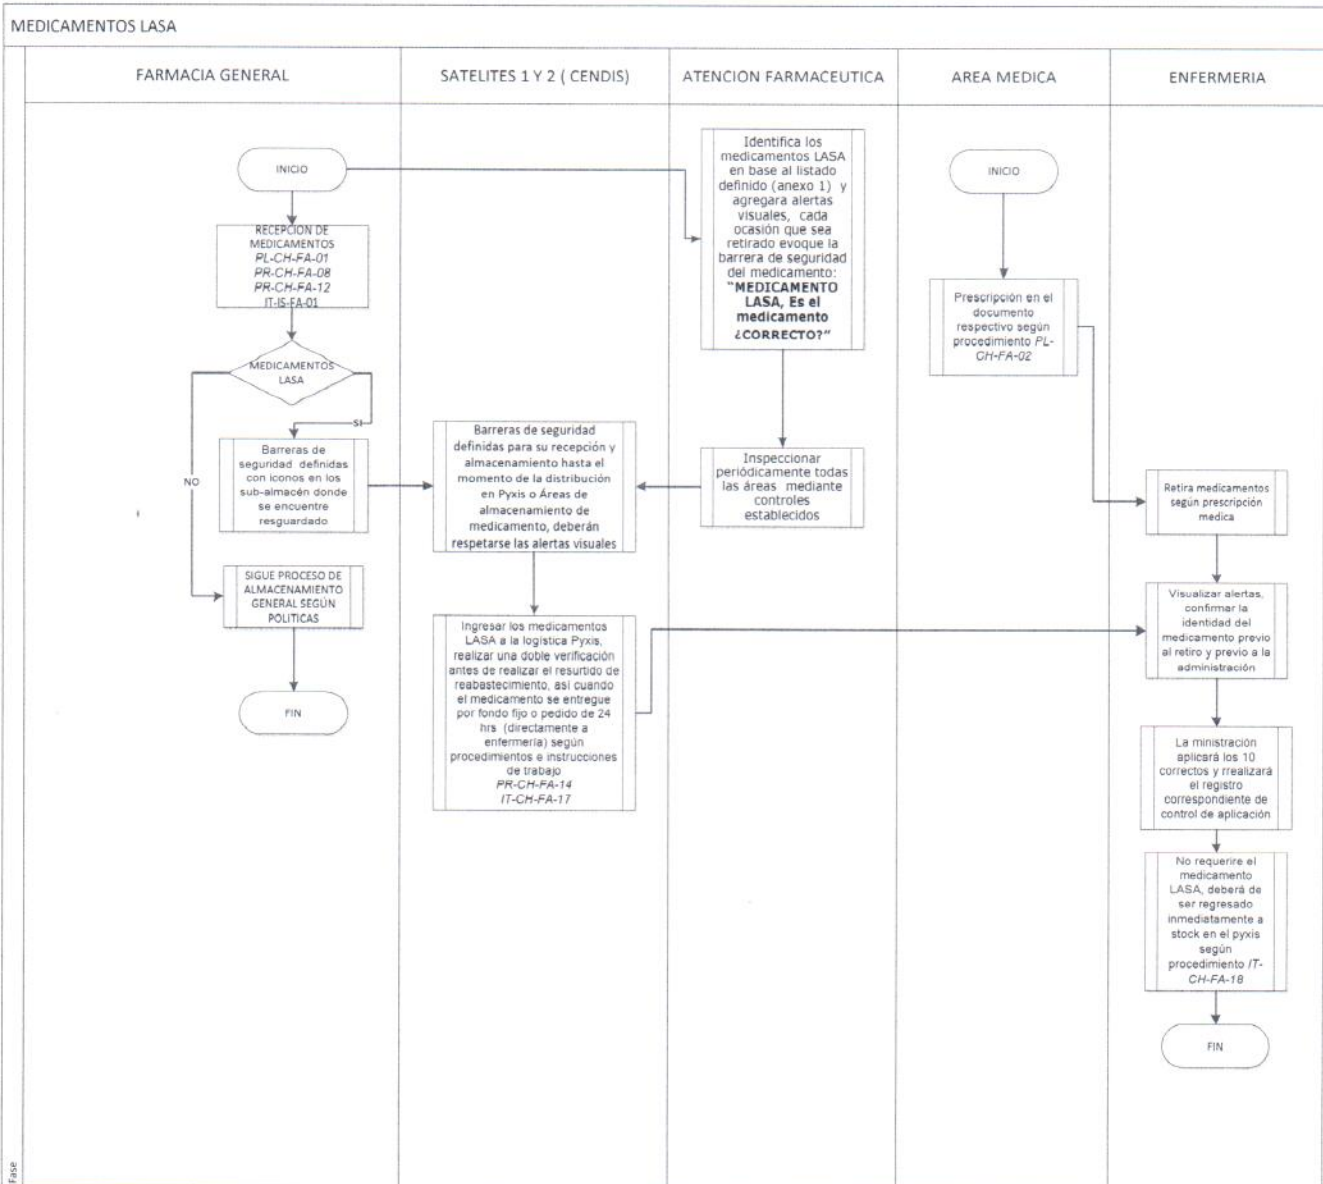 MEDICAMENTOS LASA
FARMACIA GENERAL
SATELITES 1 Y 2 ( CENDIS)
ATENCION FARMACEUTICA
AREA MEDICA
ENFERMERIA
INICIO
RECEPCION DE
MEDICAMENTOS
PL-CH-FA-01
PR-CH-FA-08
PR-CH-FA-12
IT-IS-FA-01
MEDICAMENTOS
LASA
SI
NO
Barreras de
seguridad definidas
con iconos en los
sub-almacén donde
se encuentre
resguardado
SIGUE PROCESO DE
ALMACENAMIENTO
GENERAL SEGÚN
POLITICAS
FIN
Barreras de seguridad
definidas para su recepción y
almacenamiento hasta el
momento de la distribución
en Pyxis o Áreas de
almacenamiento de
medicamento, deberán
respetarse las alertas visuales
Ingresar los medicamentos
LASA a la logística Pyxis,
realizar una doble verificación
antes de realizar el resurtido de
reabastecimiento, así cuando
el medicamento se entregue
por fondo fijo o pedido de 24
hrs (directamente a
enfermería) según
procedimientos e instrucciones
de trabajo
PR-CH-FA-14
IT-CH-FA-17
Identifica los
medicamentos LASA
en base al listado
definido (anexo 1) y
agregara alertas
visuales, cada
ocasión que sea
retirado evoque la
barrera de seguridad
del medicamento:
"MEDICAMENTO
LASA, Es el
medicamento
¿CORRECTO?"
Inspeccionar
periódicamente todas
las áreas mediante
controles
establecidos
INICIO
Prescripción en el
documento
respectivo según
procedimiento PL-
CH-FA-02
Retira medicamentos
según prescripción
medica
Visualizar alertas,
confirmar la
identidad del
medicamento previo
al retiro y previo a la
administración
La ministración
aplicará los 10
correctos y rrealizará
el registro
correspondiente de
control de aplicación
No requerire el
medicamento
LASA, deberá de
ser regresado
inmediatamente a
stock en el pyxis
según
procedimiento IT-
CH-FA-18
FIN
Fase